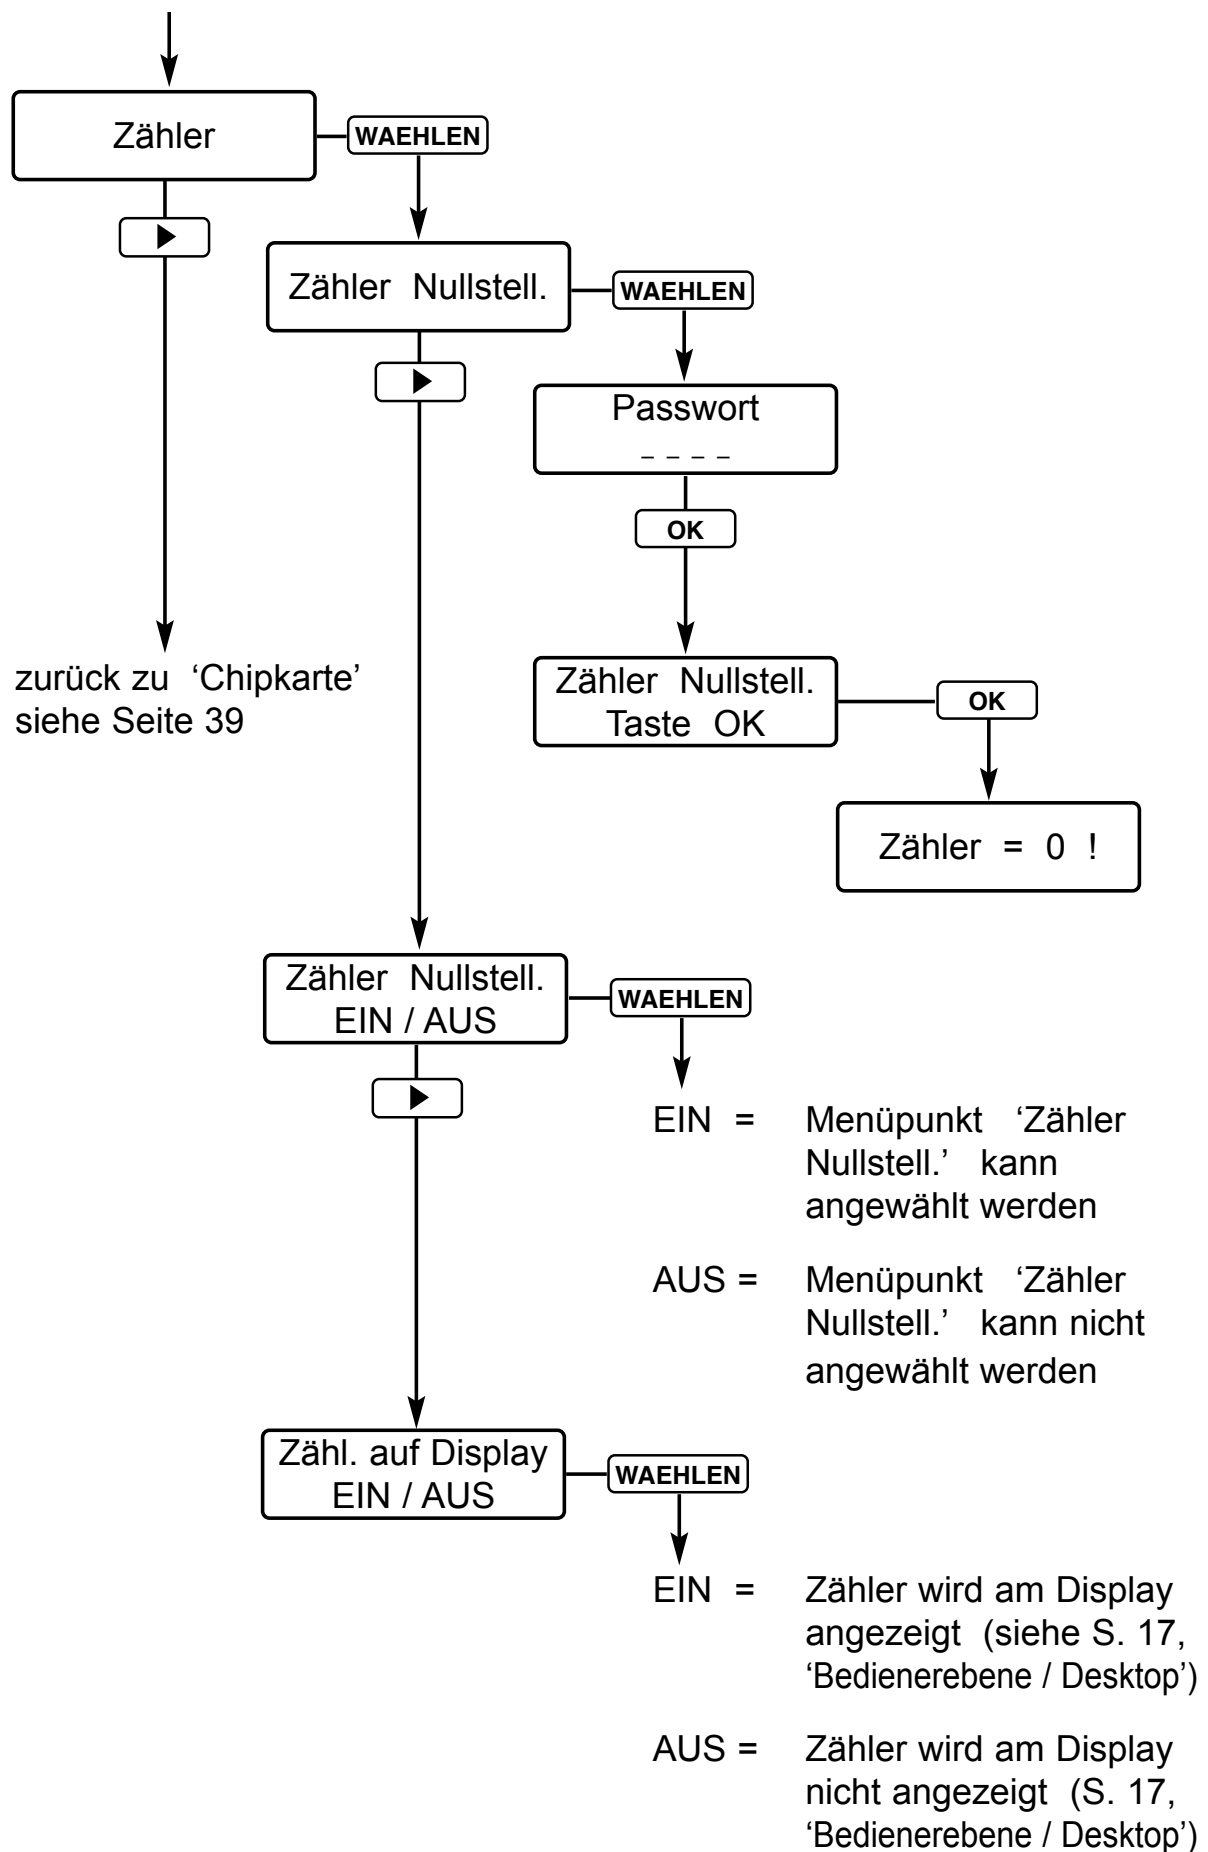 Zähler
WAEHLEN
Zähler Nullstell.
WAEHLEN
Passwort
_ _ _ _
OK
zurück zu ‘Chipkarte’
siehe Seite 39
Zähler Nullstell.
Taste OK
OK
Zähler = 0 !
Zähler Nullstell.
EIN / AUS
WAEHLEN
EIN = Menüpunkt ‘Zähler
Nullstell.’ kann
angewählt werden
AUS = Menüpunkt ‘Zähler
Nullstell.’ kann nicht
angewählt werden
Zähl. auf Display
EIN / AUS
WAEHLEN
EIN = Zähler wird am Display
angezeigt (siehe S. 17,
‘Bedienerebene / Desktop’)
AUS = Zähler wird am Display
nicht angezeigt (S. 17,
‘Bedienerebene / Desktop’)